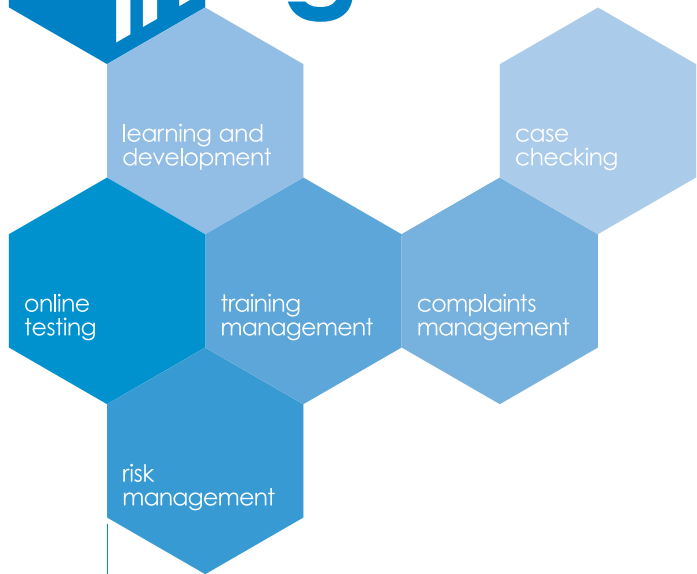 learning and
development
case
checking
online
testing
training
management
complaints
management
risk
management